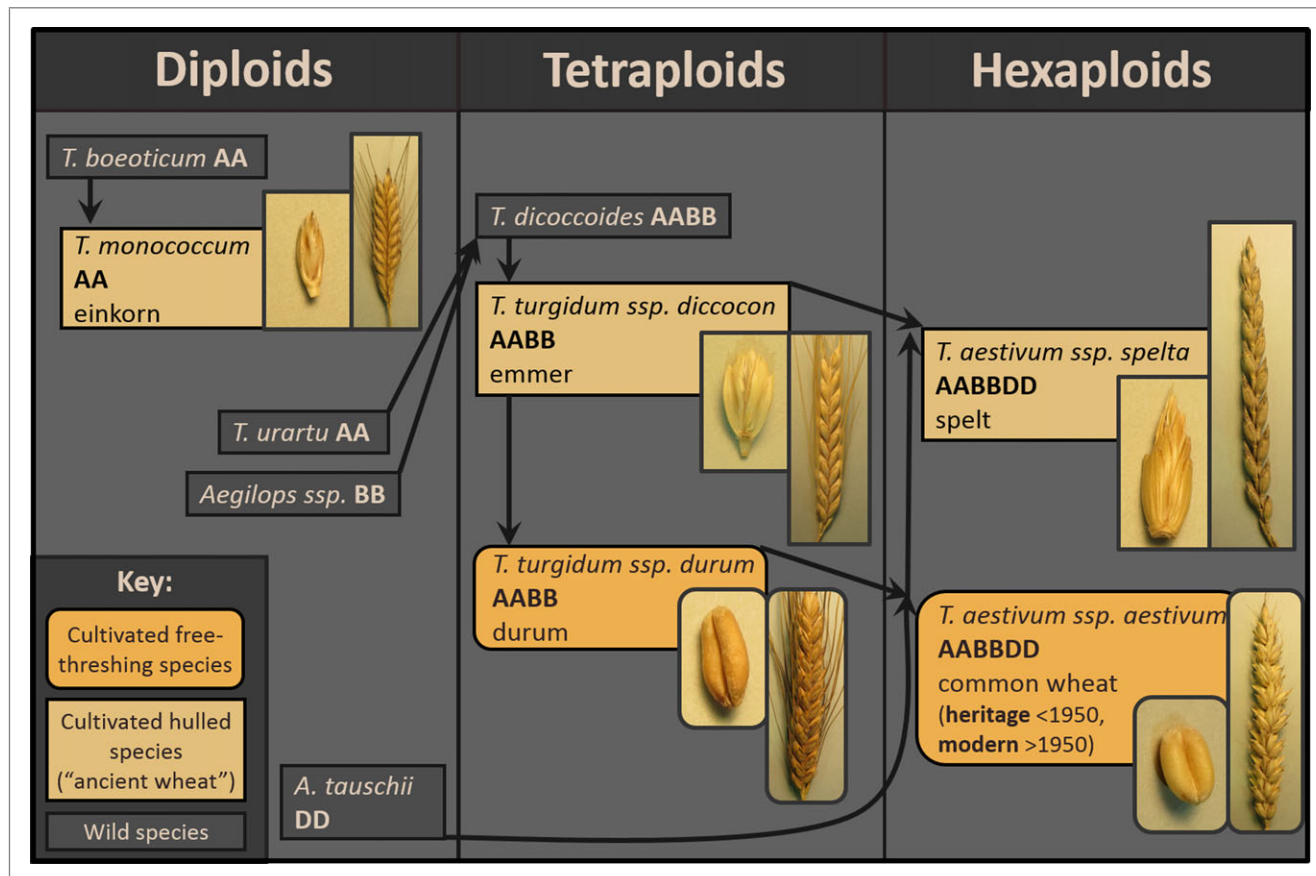 Diploids
Tetraploids
Hexaploids
T. boeoticum AA
T. monococcum
AA
einkorn
T. urartu AA
Aegilops ssp. BB
A. tauschii
DD
T. dicoccoides AABB
T. turgidum ssp. diccocon
AABB
emmer
T. turgidum ssp. durum
AABB
durum
T. aestivum ssp. spelta
AABBDD
spelt
T. aestivum ssp. aestivum
AABBDD
common wheat
(heritage <1950,
modern >1950)
Key:
Cultivated free-
threshing species
Cultivated hulled
species
(“ancient wheat”)
Wild species